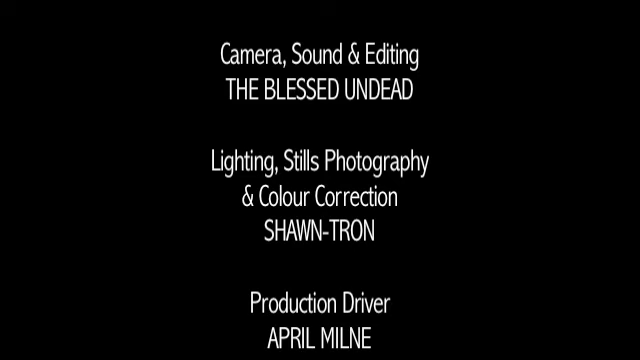 Camera, Sound & Editing
THE BLESSED UNDEAD
Lighting, Stills Photography
& Colour Correction
SHAWN-TRON
Production Driver
APRIL MILNE